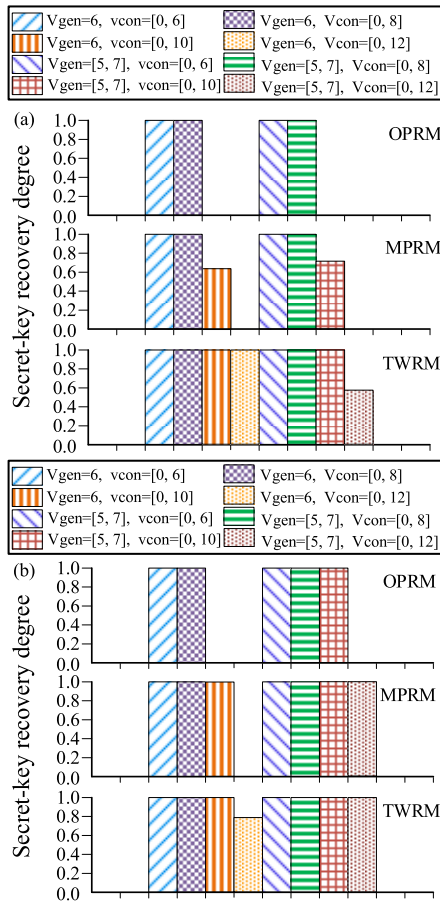 Vgen=6, vcon=[0, 6] Vgen=6, vcon=[0, 8]
Vgen=6, vcon=[0, 10] Vgen=6, Vcon=[0, 12]
Vgen=[5, 7], vcon=[0, 6] Vgen=[5, 7], Vcon=[0, 8]
Vgen=[5, 7], vcon=[0, 10] Vgen=[5, 7], Vcon=[0, 12]
(a)
Secret-key recovery degree
1.0
0.8
0.6
0.4
0.2
0.0
OPRM
1.0
0.8
0.6
0.4
0.2
0.0
MPRM
1.0
0.8
0.6
0.4
0.2
0.0
TWRM
Vgen=6, vcon=[0, 6] Vgen=6, Vcon=[0, 8]
Vgen=6, vcon=[0, 10] Vgen=6, Vcon=[0, 12]
Vgen=[5, 7], vcon=[0, 6] Vgen=[5, 7], Vcon=[0, 8]
Vgen=[5, 7], vcon=[0, 10] Vgen=[5, 7], Vcon=[0, 12]
(b)
Secret-key recovery degree
1.0
0.8
0.6
0.4
0.2
0.0
OPRM
1.0
0.8
0.6
0.4
0.2
0.0
MPRM
1.0
0.8
0.6
0.4
0.2
0.0
TWRM